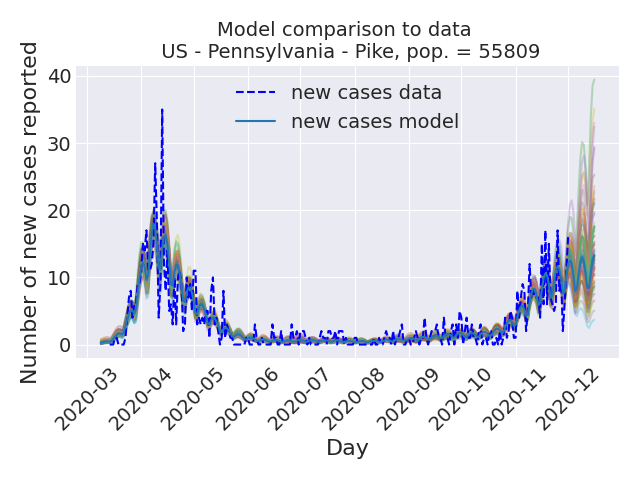 Model comparison to data
US - Pennsylvania - Pike, pop. = 55809
Number of new cases reported
40
30
20
10
0
new cases data
new cases model
2020-03
2020-04
2020-05
2020-06
2020-07
2020-08
2020-09
2020-10
2020-11
2020-12
Day